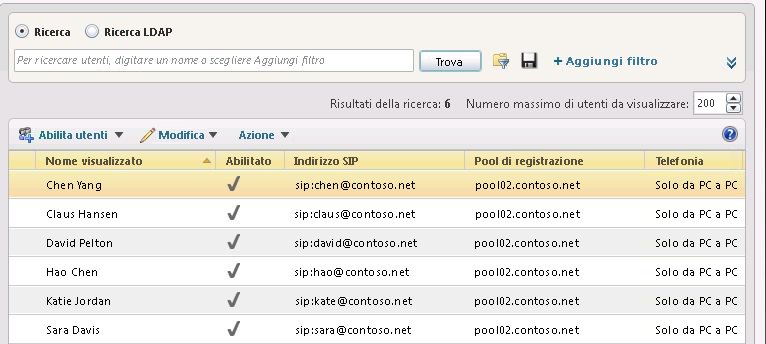 Ricerca Ricerca LDAP
Per ricercare utenti, digitare un nome o scegliere Aggiungi filtro Trova + Aggiungi filtro
Risultati della ricerca: 6 Numero massimo di utenti da visualizzare: 200
Abilita utenti Modifica Azione ?
Nome visualizzato Abilitato Indirizzo SIP Pool di registrazione Telefonia
Chen Yang sip:chen@contoso.net pool02.contoso.net Solo da PC a PC
Claus Hansen sip:claus@contoso.net pool02.contoso.net Solo da PC a PC
David Pelton sip:david@contoso.net pool02.contoso.net Solo da PC a PC
Hao Chen sip:hao@contoso.net pool02.contoso.net Solo da PC a PC
Katie Jordan sip:kate@contoso.net pool02.contoso.net Solo da PC a PC
Sara Davis sip:sara@contoso.net pool02.contoso.net Solo da PC a PC